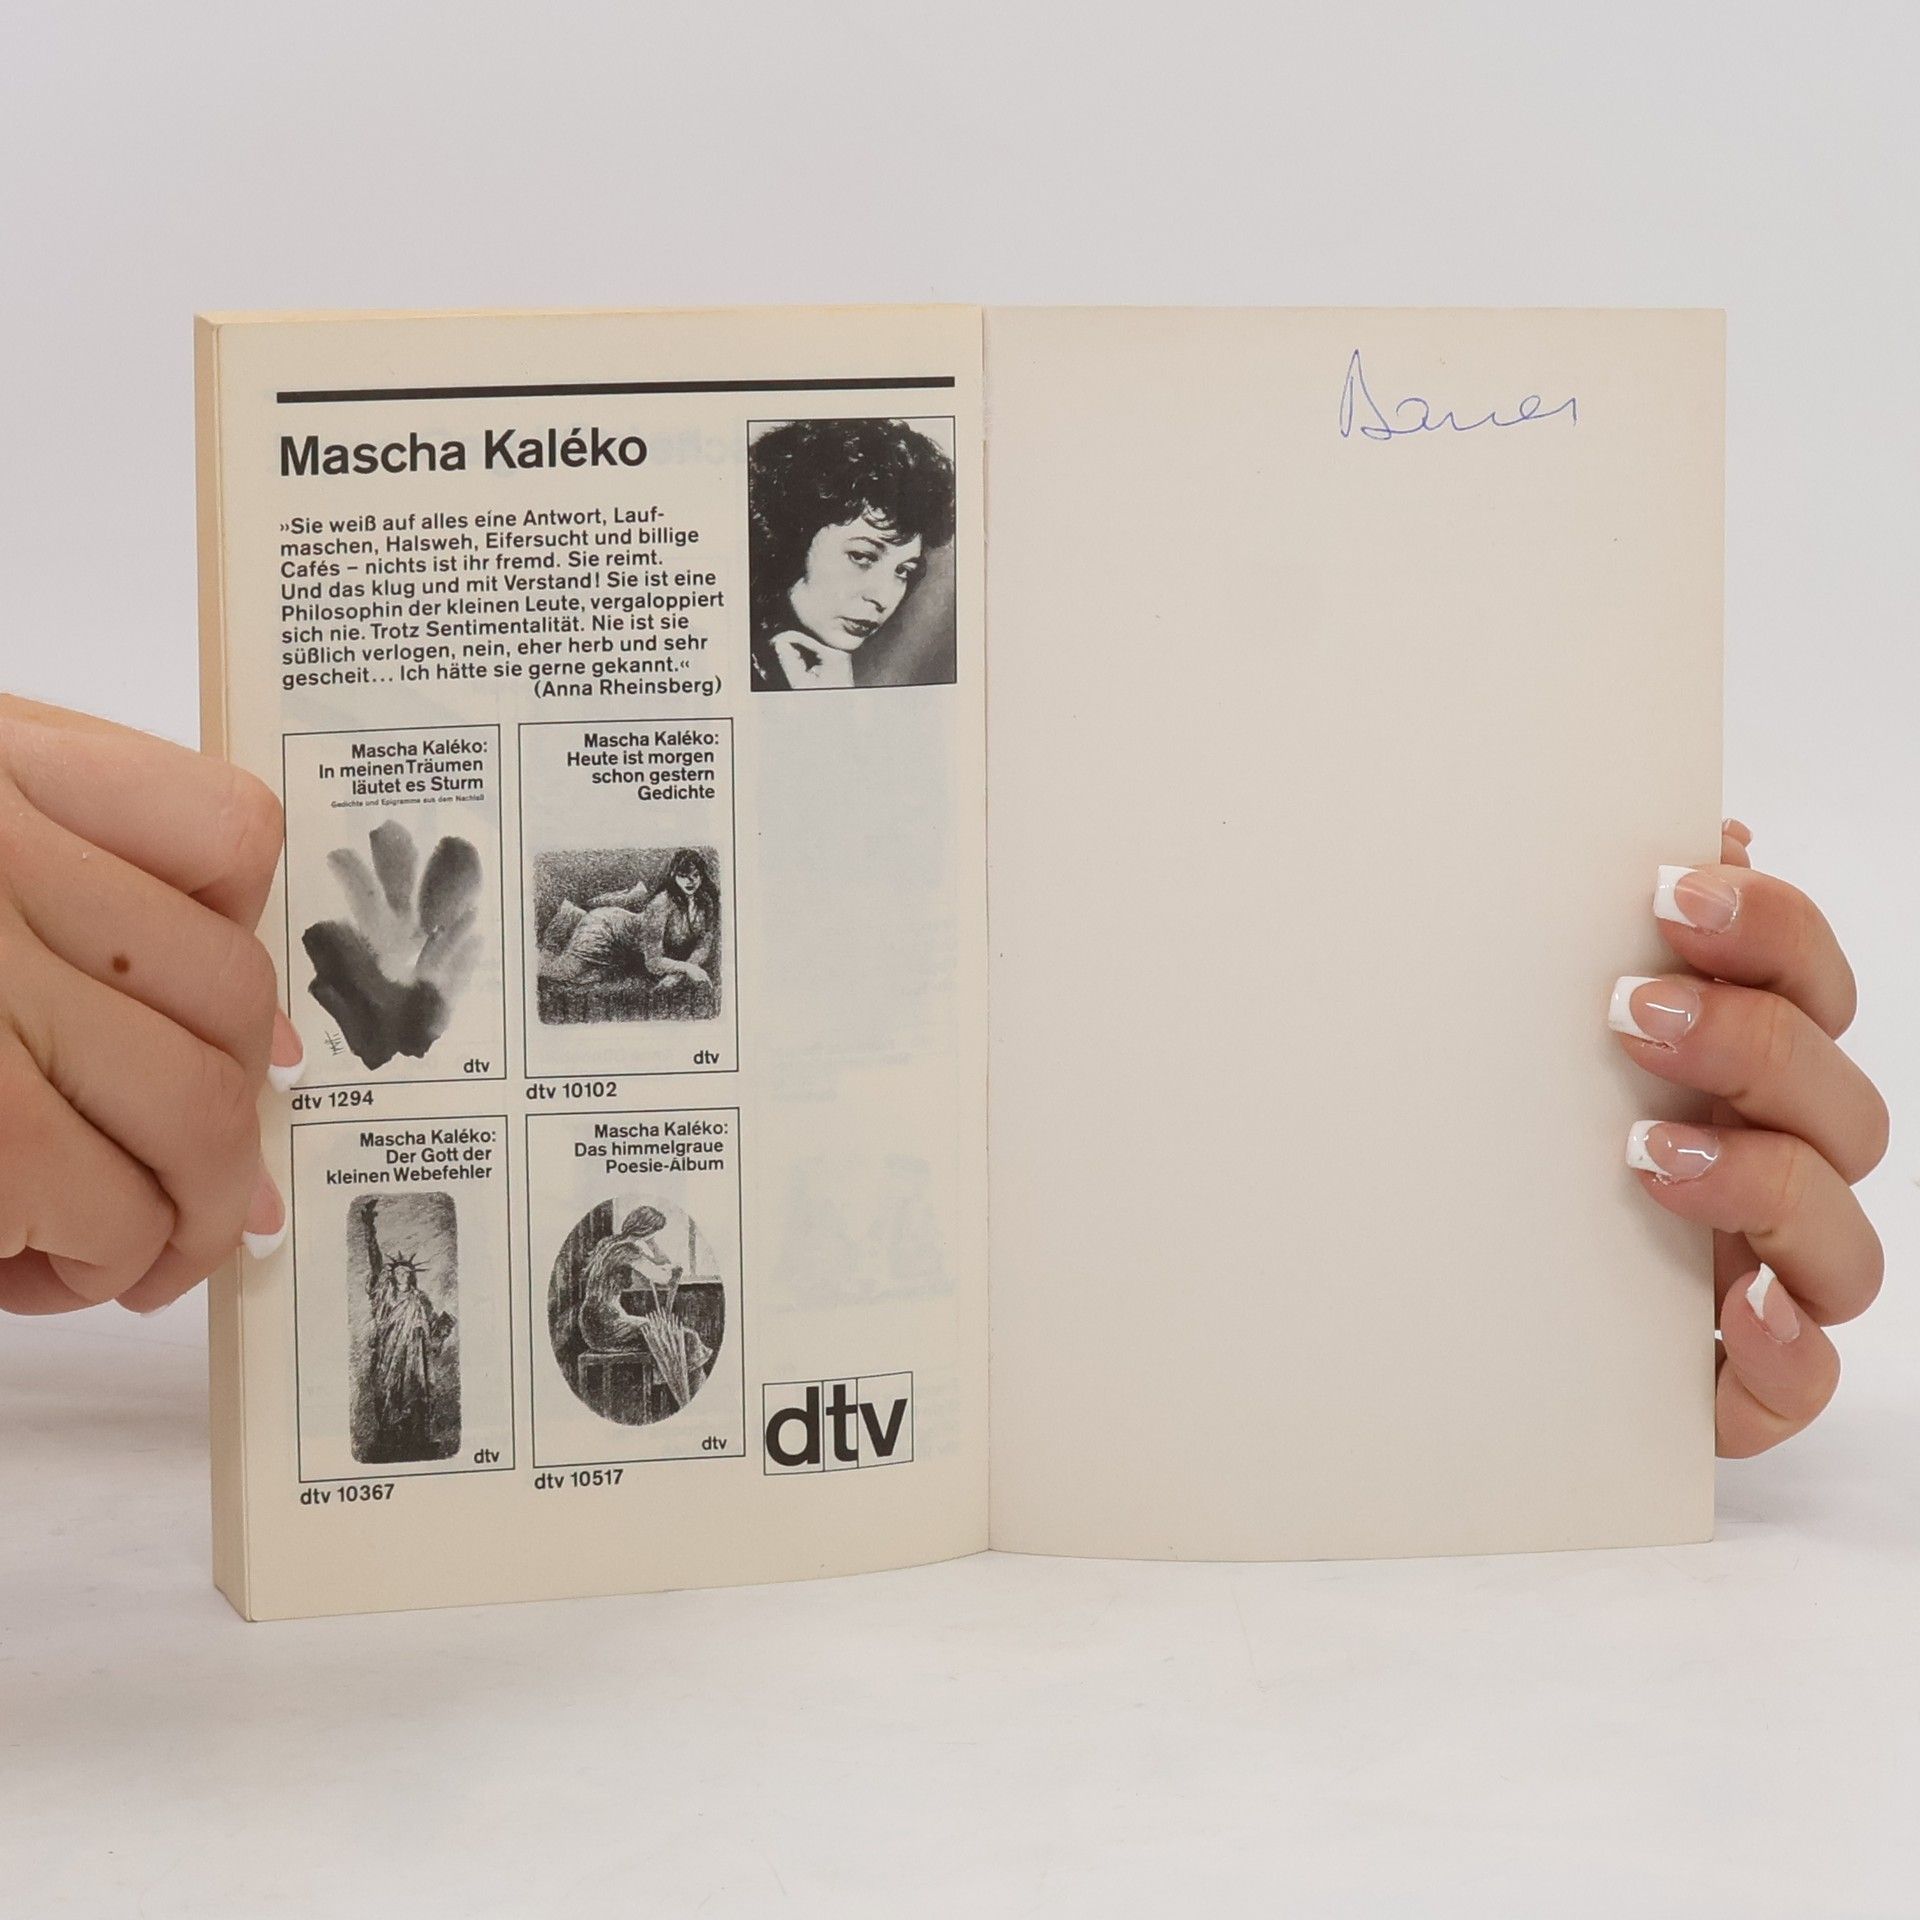 Mascha Kaléko
»Sie weiß auf alles eine Antwort, Lauf-
maschen, Halsweh, Eifersucht und billige
Cafés – nichts ist ihr fremd. Sie reimt.
Und das klug und mit Verstand! Sie ist eine
Philosophin der kleinen Leute, vergaloppiert
sich nie. Trotz Sentimentalität. Nie ist sie
süßlich verlogen, nein, eher herb und sehr
gescheit... Ich hätte sie gerne gekannt.«
(Anna Rheinsberg)
Mascha Kaléko:
In meinen Träumen
läutet es Sturm
Gedichte und Epigramme aus dem Nachlaß
dtv
dtv 1294
Mascha Kaléko:
Heute ist morgen
schon gestern
Gedichte
dtv
dtv 10102
Mascha Kaléko:
Der Gott der
kleinen Webefehler
dtv
dtv 10367
Mascha Kaléko:
Das himmelgraue
Poesie-Album
dtv
dtv 10517
dtv